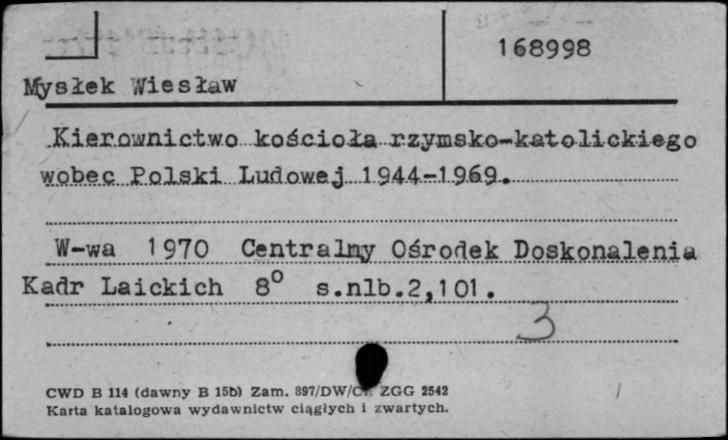 168998
Mysłek Wiesław
Kierownictwo kościoła rzymsko-katolickiego
wobec Polski Ludowej 1944-1969.
W-wa 1970 Centralny Ośrodek Doskonalenia
Kadr Laickich 8° s.nlb.2,101.
3
CWD B 114 (dawny B 15b) Zam. 897/DW/ ZGG 2542
Karta katalogowa wydawnictw ciągłych i zwartych.